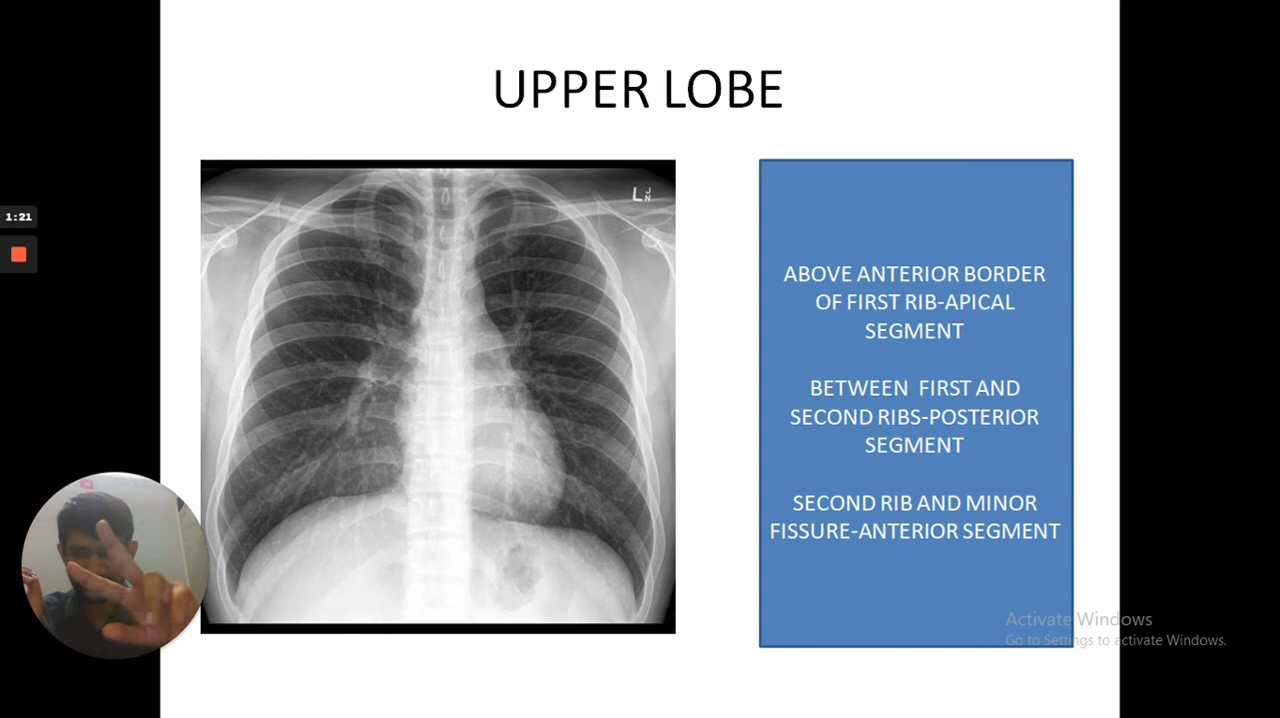 UPPER LOBE
L JN
1:21
ABOVE ANTERIOR BORDER
OF FIRST RIB-APICAL
SEGMENT
BETWEEN FIRST AND
SECOND RIBS-POSTERIOR
SEGMENT
SECOND RIB AND MINOR
FISSURE-ANTERIOR SEGMENT
Activate Windows
Go to Settings to activate Windows.